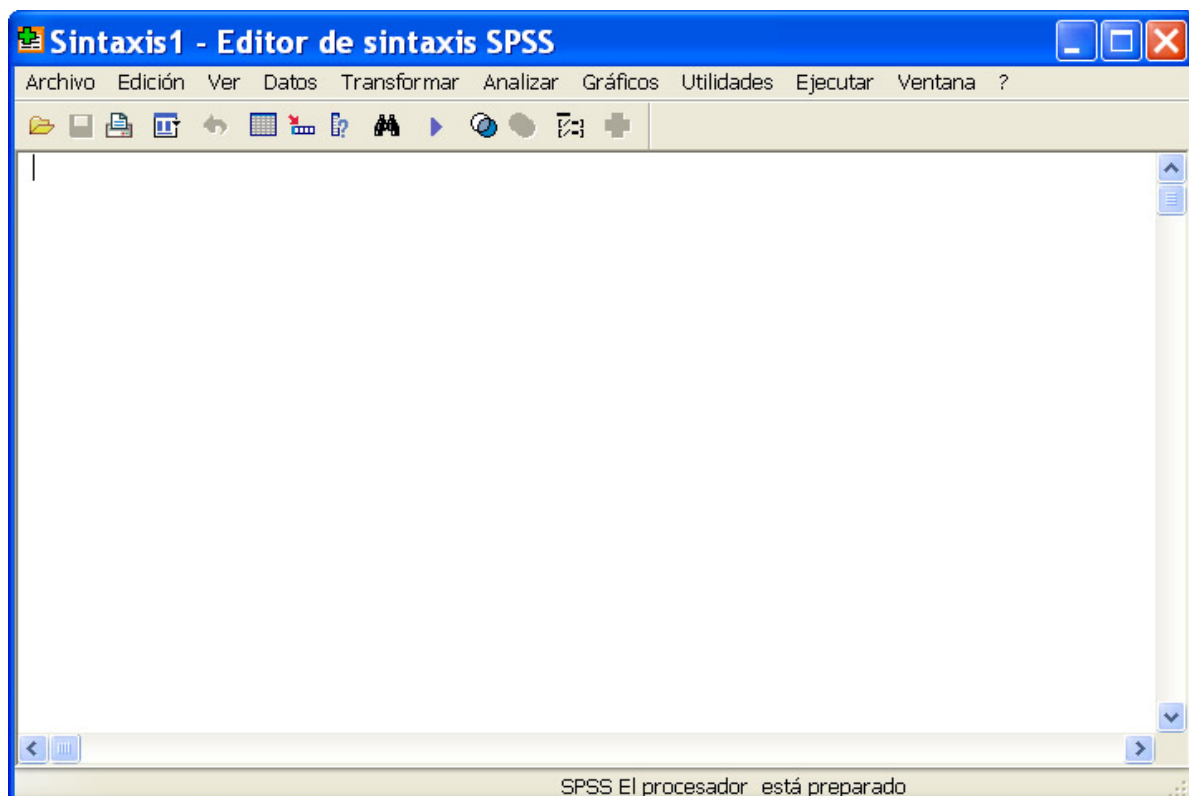 Sintaxis1 - Editor de sintaxis SPSS
Archivo Edición Ver Datos Transformar Analizar Gráficos Utilidades Ejecutar Ventana ?
SPSS El procesador está preparado